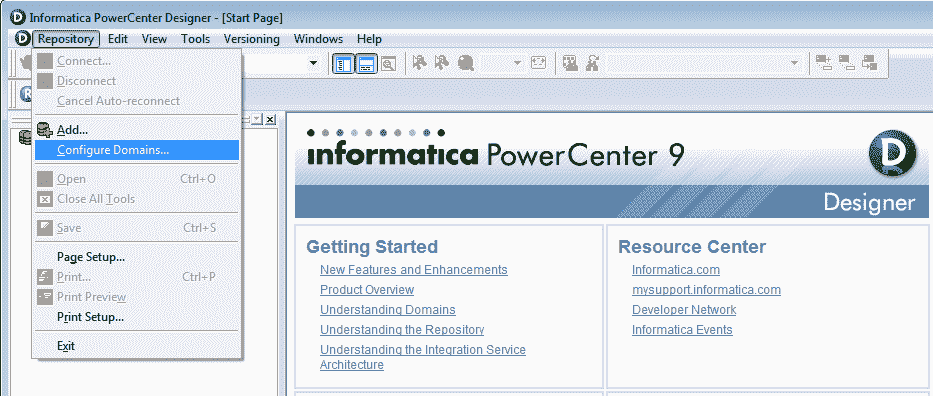 Informatica PowerCenter Designer - [Start Page]
Repository Edit View Tools Versioning Windows Help
Connect...
Disconnect
Cancel Auto-reconnect
Add...
Configure Domains...
Open Ctrl+O
Close All Tools
Save Ctrl+S
Page Setup...
Print... Ctrl+P
Print Preview
Print Setup...
Exit
informatica PowerCenter 9
Designer
Getting Started
New Features and Enhancements
Product Overview
Understanding Domains
Understanding the Repository
Understanding the Integration Service
Architecture
Resource Center
Informatica.com
mysupport.informatica.com
Developer Network
Informatica Events